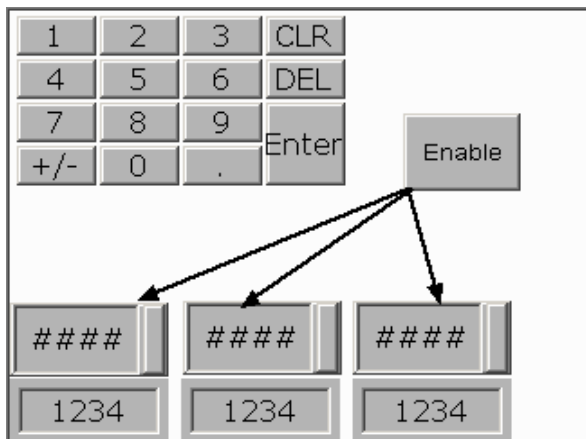 1 2 3 CLR
4 5 6 DEL
7 8 9 Enter
+/- 0 .
Enable
#### #### ####
1234 1234 1234